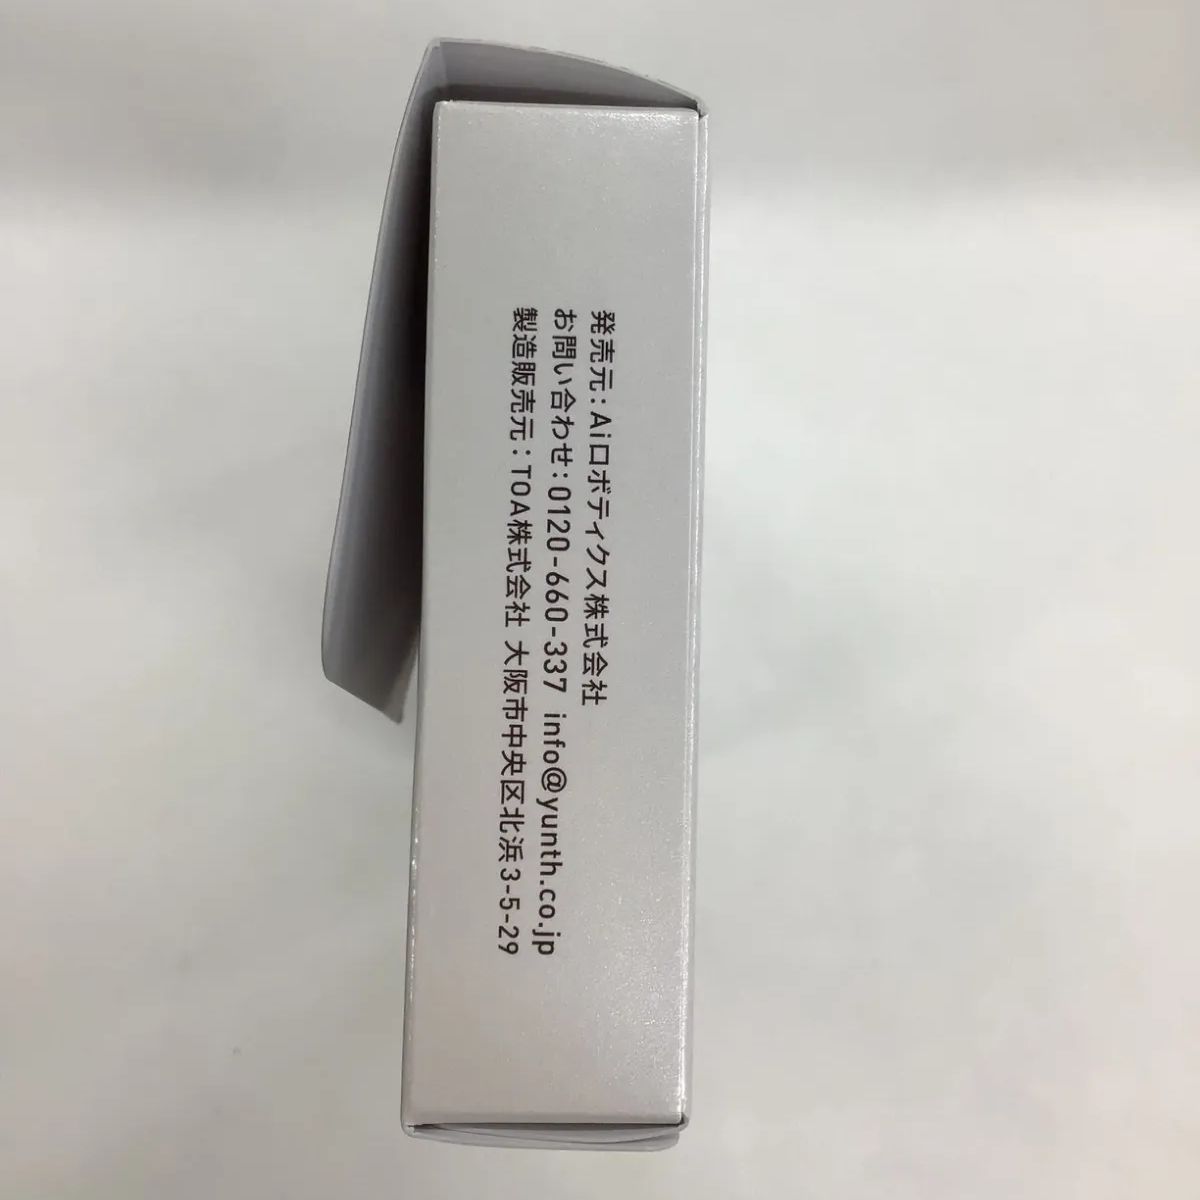 発売元：Aiロボティクス株式会社
お問い合わせ：0120-660-337 info@yunth.co.jp
製造販売元：TOA株式会社 大阪市中央区北浜3-5-29